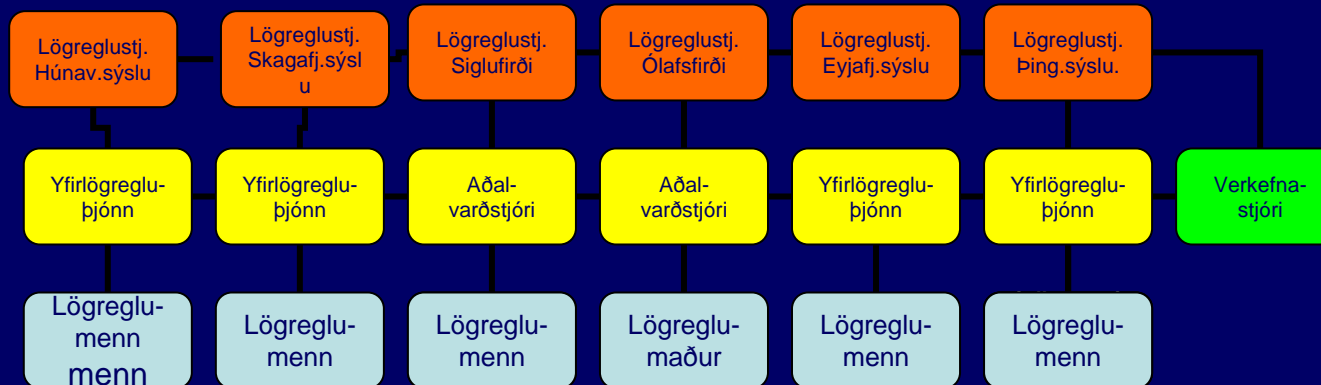 Lögreglustj.
Húnav.sýslu
Lögreglustj.
Skagafj.sýsl
u
Lögreglustj.
Siglufirði
Lögreglustj.
Ólafsfirði
Lögreglustj.
Eyjafj.sýslu
Lögreglustj.
Þing.sýslu.
Yfirlögreglu-
þjónn
Yfirlögreglu-
þjónn
Aðal-
varðstjóri
Aðal-
varðstjóri
Yfirlögreglu-
þjónn
Yfirlögreglu-
þjónn
Verkefna-
stjóri
Lögreglu-
menn
menn
Lögreglu-
menn
Lögreglu-
menn
Lögreglu-
maður
Lögreglu-
menn
Lögreglu-
menn